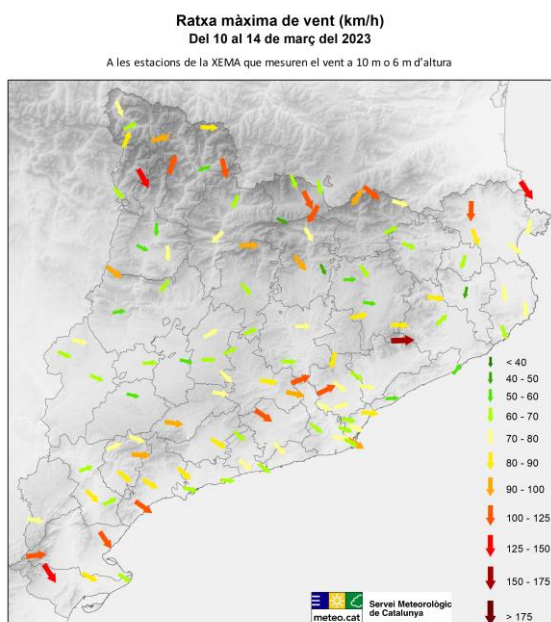 Ratxa màxima de vent (km/h)
Del 10 al 14 de març del 2023
A les estacions de la XEMA que mesuren el vent a 10 m o 6 m d'altura
< 40
40 - 50
50 - 60
60 - 70
70 - 80
80 - 90
90 - 100
100 - 125
125 - 150
150 - 175
> 175
meteo.cat
Servei Meteorològic
de Catalunya